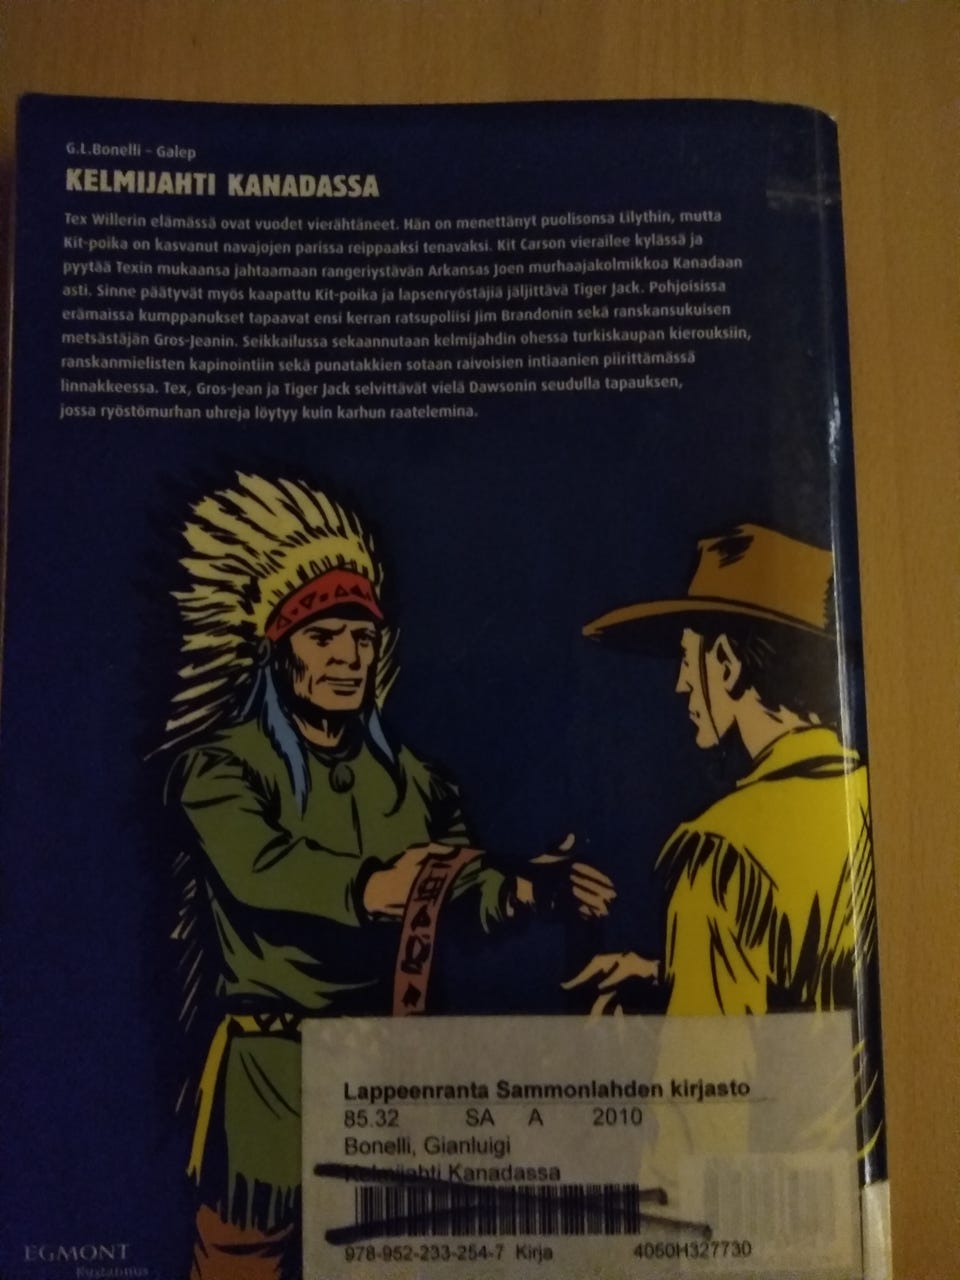 G.L.Bonelli - Galep
KELMIJAHTI KANADASSA
Tex Willerin elämässä ovat vuodet vierähtäneet. Hän on menettänyt puolisonsa Lilythin, mutta
Kit-poika on kasvanut navajojen parissa reippaaksi tenavaksi. Kit Carson vierailee kylässä ja
pyytää Texin mukaansa jahtaamaan rangeriystävän Arkansas Joen murhaajakolmikkoa Kanadaan
asti. Sinne päätyvät myös kaapattu Kit-poika ja lapsenryöstäjiä jäljittävä Tiger Jack. Pohjoisissa
erämaissa kumppanukset tapaavat ensi kerran ratsupoliisi Jim Brandonin sekä ranskansukuisen
metsästäjän Gros-Jeanin. Seikkailussa sekaannutaan kelmijahdin ohessa turkiskaupan kierouksiin,
ranskanmielisten kapinointiin sekä punatakkien sotaan raivoisien intiaanien piirittämässä
linnakkeessa. Tex, Gros-Jean ja Tiger Jack selvittävät vielä Dawsonin seudulla tapauksen,
jossa ryöstömurhan uhreja löytyy kuin karhun raatelemina.
Lappeenranta Sammonlahden kirjasto
85.32 SA A 2010
Bonelli, Gianluigi
Kelmijahti Kanadassa
978-952-233-254-7 Kirja 4060H327730
EGMONT
Kustannus